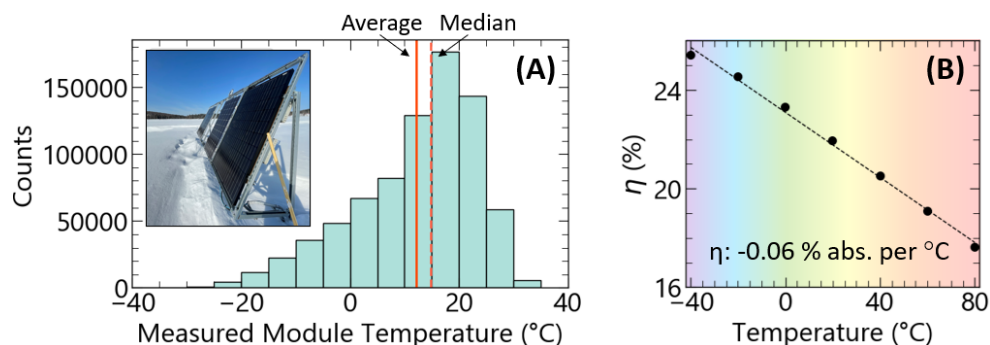 Average Median
(A)
150000
100000
50000
0
Counts
−40 −20 0 20 40
Measured Module Temperature (°C)
(B)
24
20
16
η (%)
η: -0.06 % abs. per °C
−40 0 40 80
Temperature (°C)